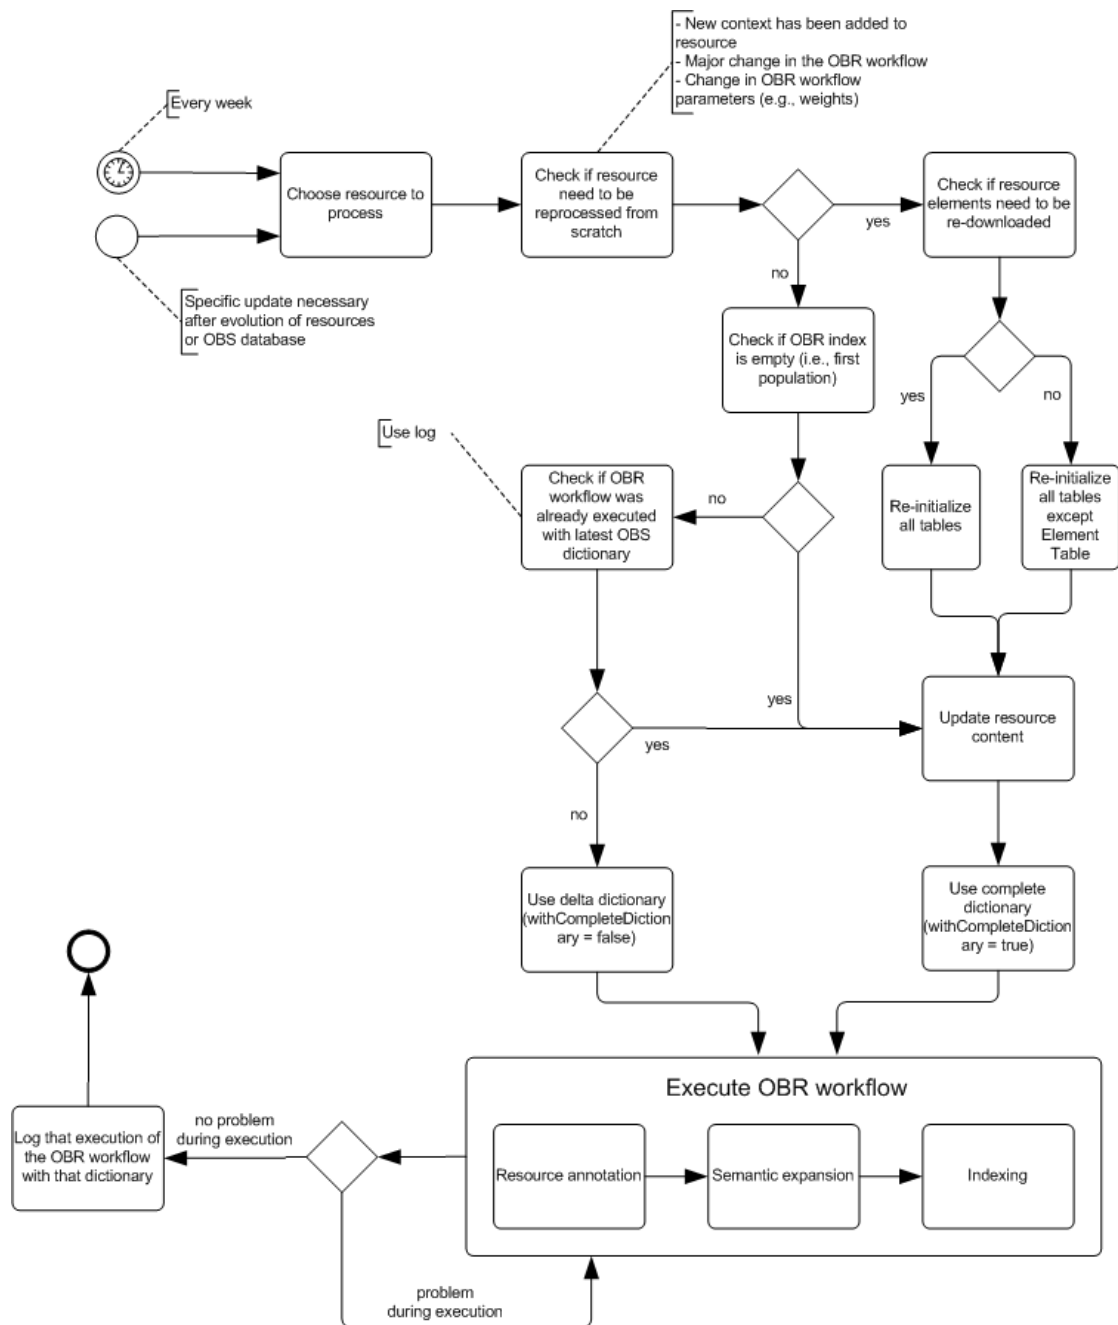 - New context has been added to
resource
- Major change in the OBR workflow
- Change in OBR workflow
parameters (e.g., weights)
Every week
Choose resource to
process
Check if resource
need to be
reprocessed from
scratch
yes
Check if resource
elements need to be
re-downloaded
no
Specific update necessary
after evolution of resources
or OBS database
Check if OBR index
is empty (i.e., first
population)
yes
no
Use log
Check if OBR
workflow was
already executed
with latest OBS
dictionary
no
Re-initialize
all tables
Re-initialize
all tables
except
Element
Table
yes
Update resource
content
yes
no
Use delta dictionary
(withCompleteDiction
ary = false)
Use complete
dictionary
(withCompleteDiction
ary = true)
Execute OBR workflow
Log that execution of
the OBR workflow
with that dictionary
no problem
during execution
Resource annotation
Semantic expansion
Indexing
problem
during execution